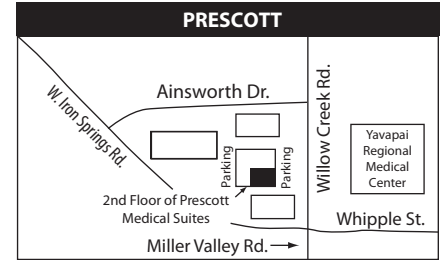 PRESCOTT
Ainsworth Dr.
W. Iron Springs Rd.
Willow Creek Rd.
Parking
Parking
Yavapai
Regional
Medical
Center
2nd Floor of Prescott
Medical Suites
Whipple St.
Miller Valley Rd.